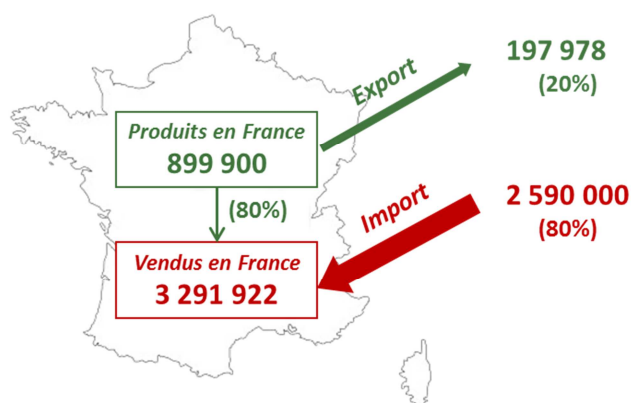 Export
197 978
(20%)
Produits en France
899 900
(80%)
Import
2 590 000
(80%)
Vendus en France
3 291 922